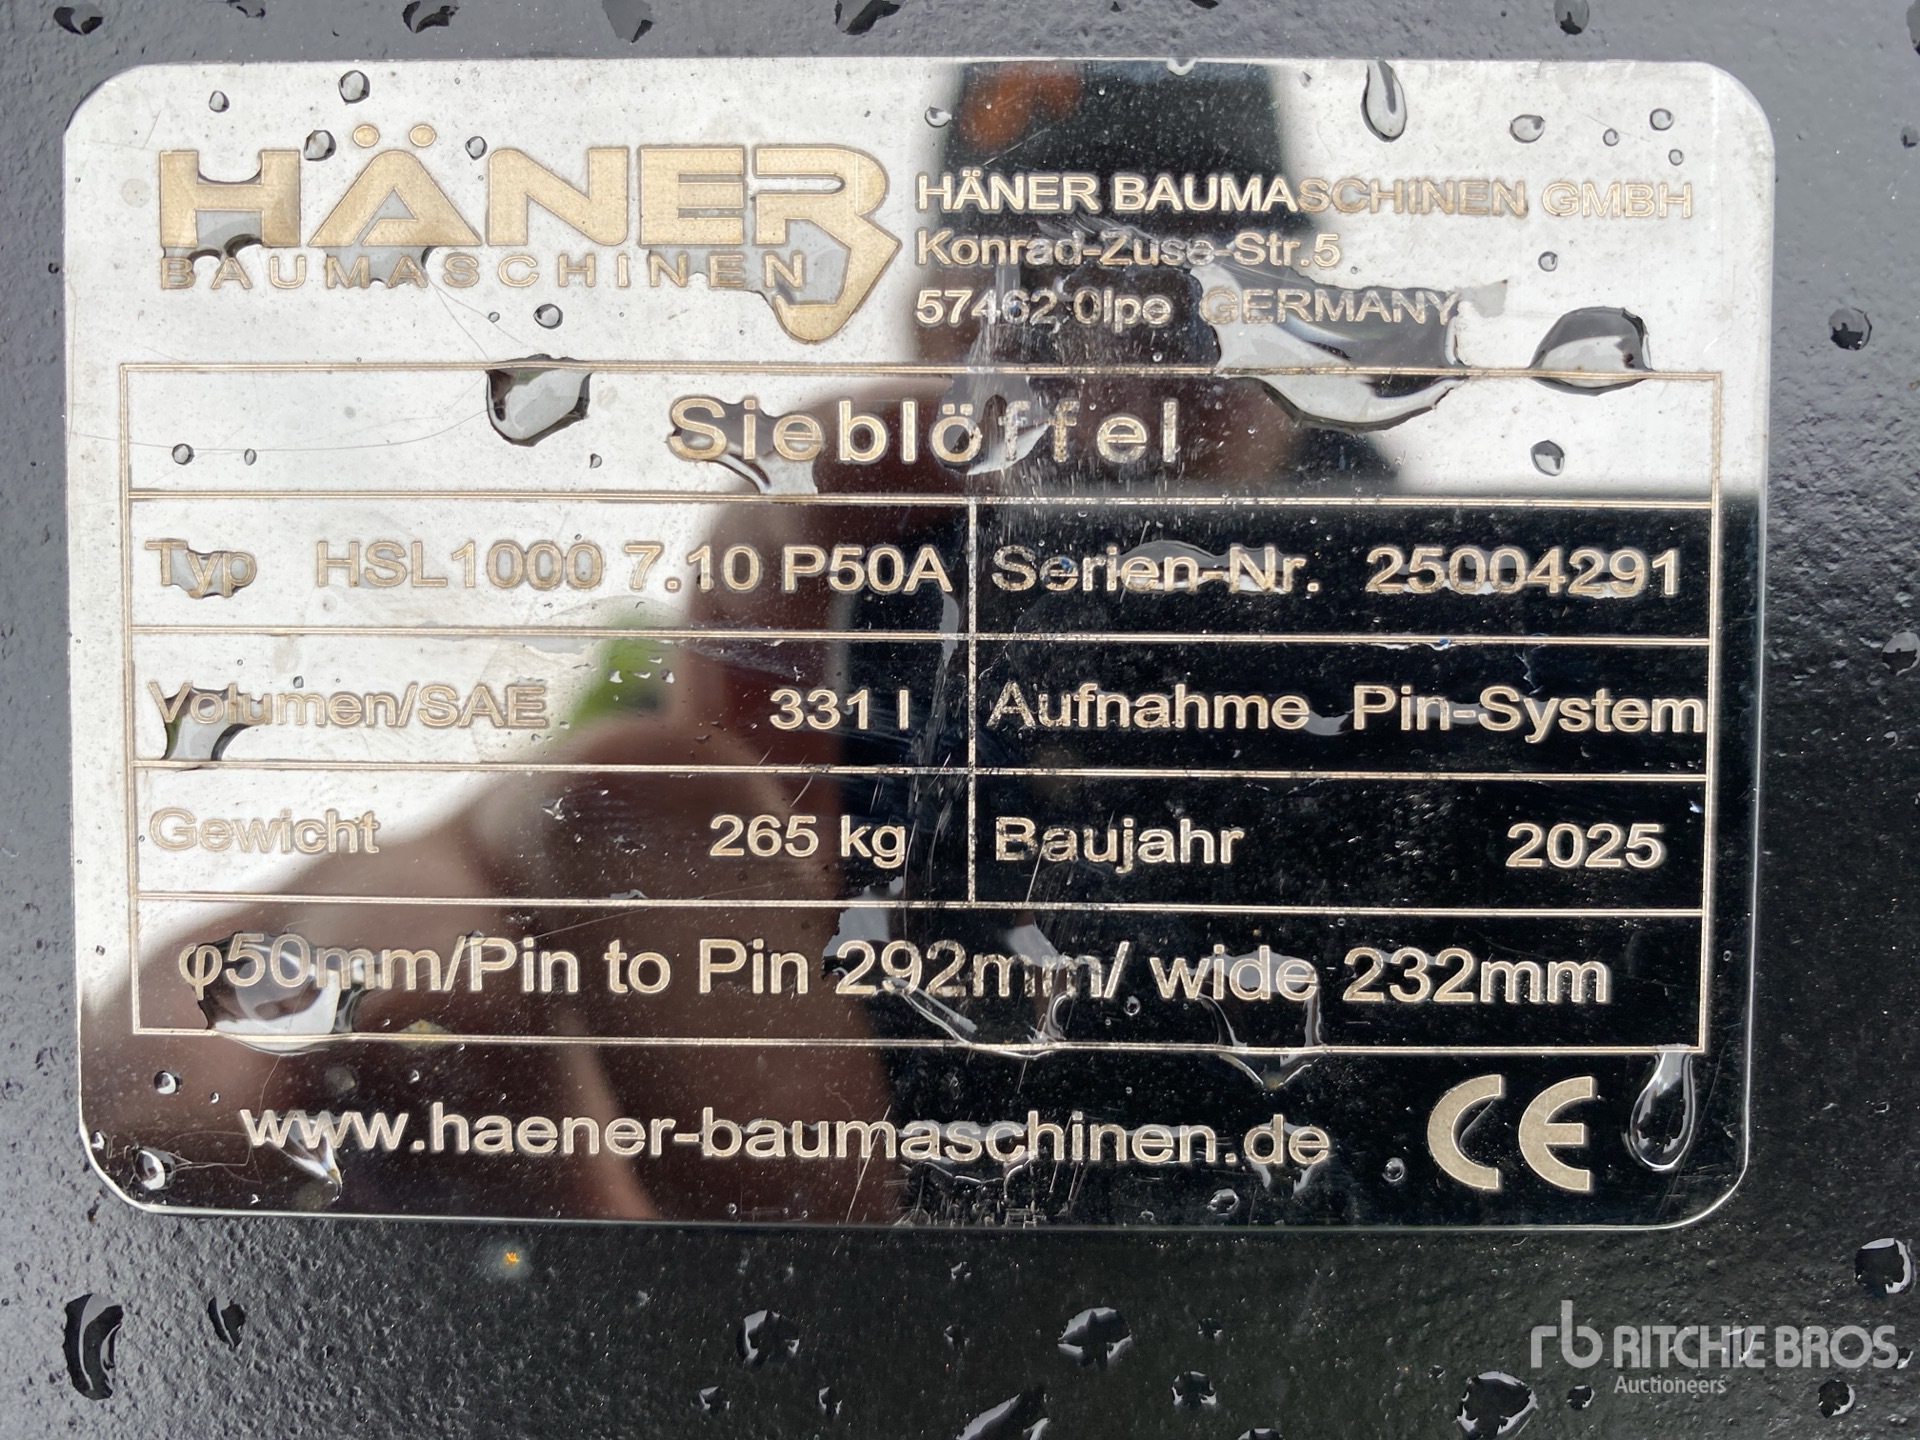 HÄNER
BAUMASCHINEN
HÄNER BAUMASCHINEN GMBH
Konrad-Zuse-Str.5
57462 Olpe GERMANY
Sieblöffel
Typ HSL1000 7.10 P50A Serien-Nr. 25004291
Volumen/SAE 331 l Aufnahme Pin-System
Gewicht 265 kg Baujahr 2025
φ50mm/Pin to Pin 292mm/ wide 232mm
www.haener-baumaschinen.de CE
rb RITCHIE BROS.
Auctioneers